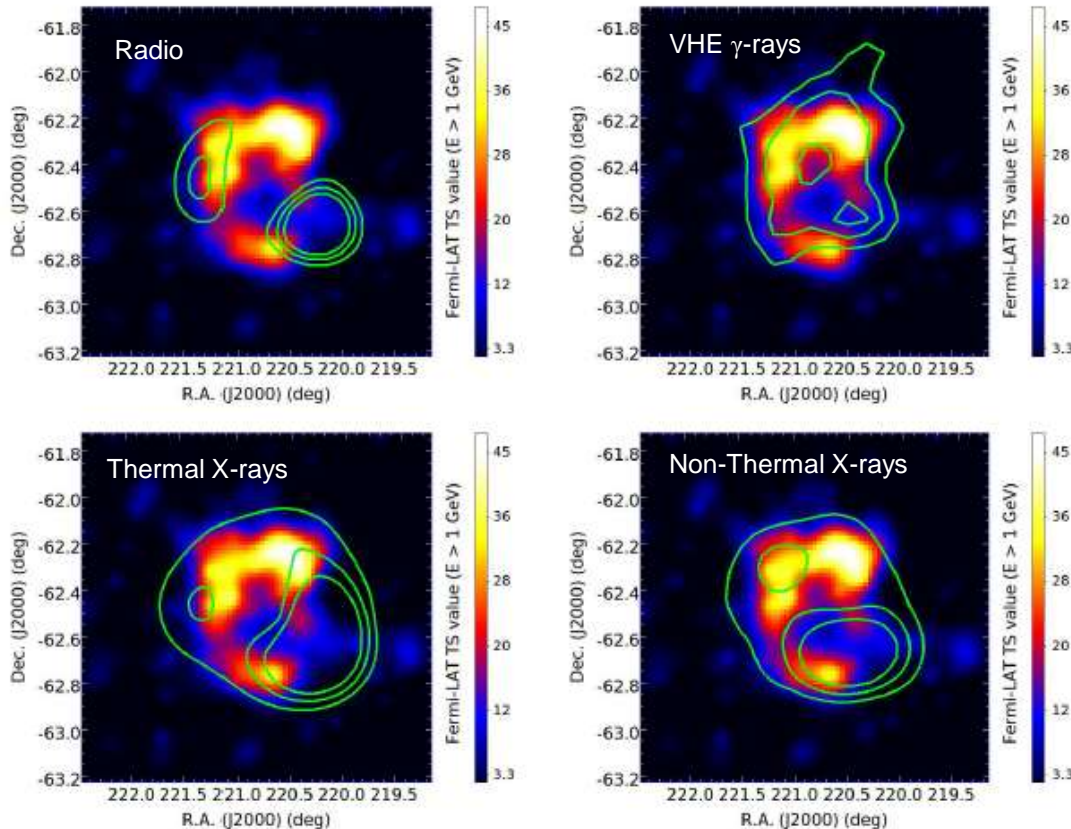 Radio
-61.8
-62.0
-62.2
-62.4
-62.6
-62.8
-63.0
-63.2
Dec. (J2000) (deg)
222.0 221.5 221.0 220.5 220.0 219.5
R.A. (J2000) (deg)
45
36
28
20
12
3.3
Fermi-LAT TS value (E > 1 GeV)
VHE γ-rays
-61.8
-62.0
-62.2
-62.4
-62.6
-62.8
-63.0
-63.2
Dec. (J2000) (deg)
222.0 221.5 221.0 220.5 220.0 219.5
R.A. (J2000) (deg)
45
36
28
20
12
3.3
Fermi-LAT TS value (E > 1 GeV)
Thermal X-rays
-61.8
-62.0
-62.2
-62.4
-62.6
-62.8
-63.0
-63.2
Dec. (J2000) (deg)
222.0 221.5 221.0 220.5 220.0 219.5
R.A. (J2000) (deg)
45
36
28
20
12
3.3
Fermi-LAT TS value (E > 1 GeV)
Non-Thermal X-rays
-61.8
-62.0
-62.2
-62.4
-62.6
-62.8
-63.0
-63.2
Dec. (J2000) (deg)
222.0 221.5 221.0 220.5 220.0 219.5
R.A. (J2000) (deg)
45
36
28
20
12
3.3
Fermi-LAT TS value (E > 1 GeV)